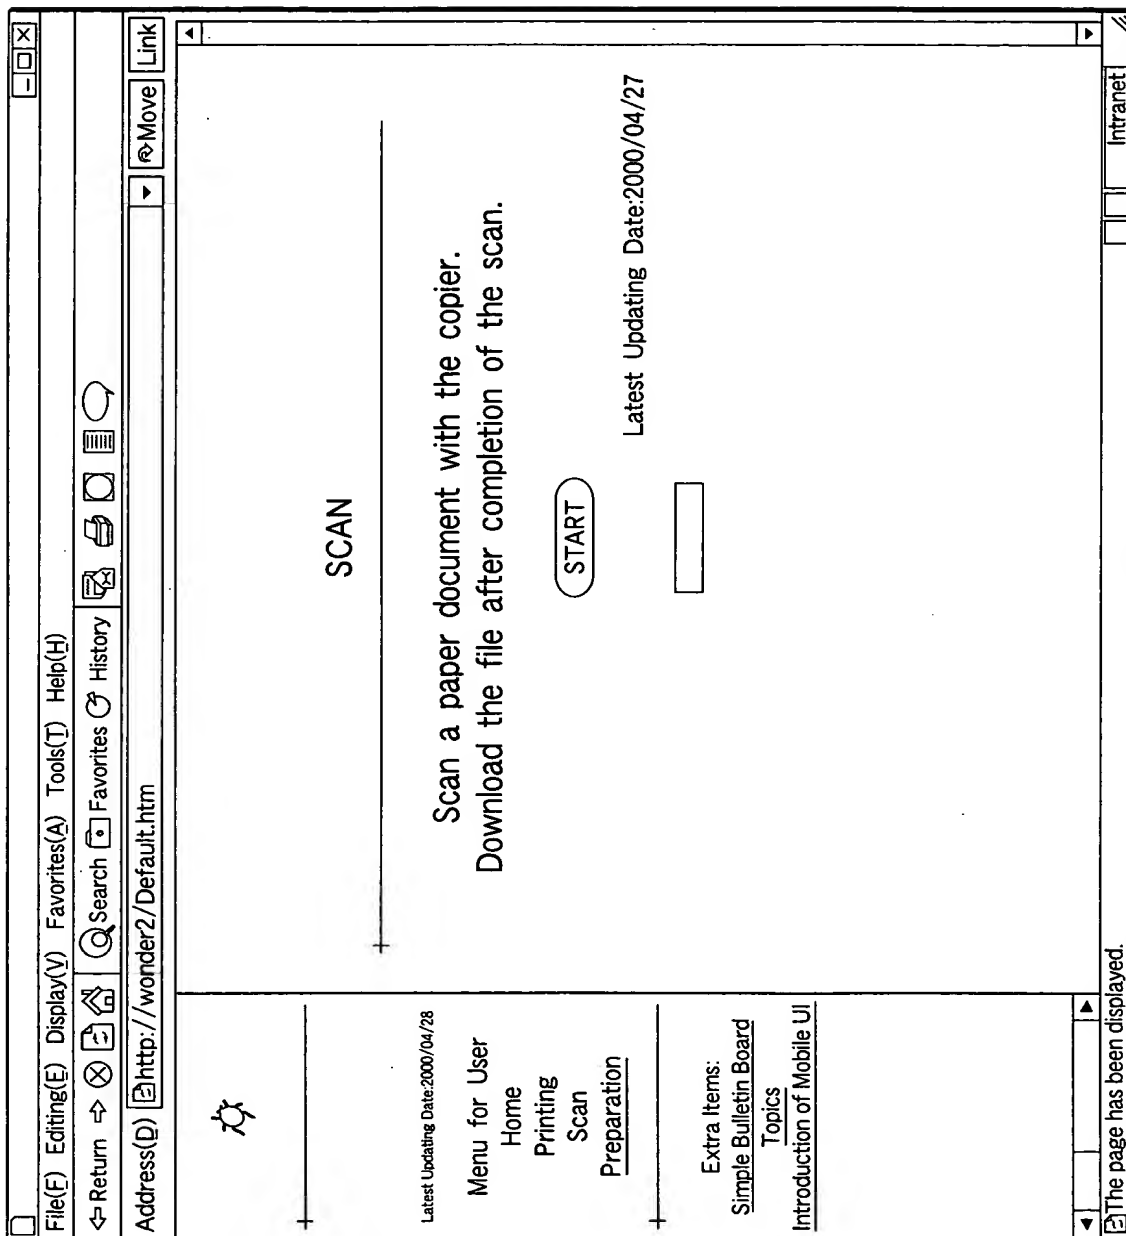 File(F) Editing(E) Display(V) Favorites(A) Tools(T) Help(H)
Return Search Favorites History
Address(D) http://wonder2/Default.htm Move Link
Latest Updating Date:2000/04/28
Menu for User
Home
Printing
Scan
Preparation
Extra Items:
Simple Bulletin Board
Topics
Introduction of Mobile UI
SCAN
Scan a paper document with the copier.
Download the file after completion of the scan.
START
Latest Updating Date:2000/04/27
The page has been displayed. Intranet